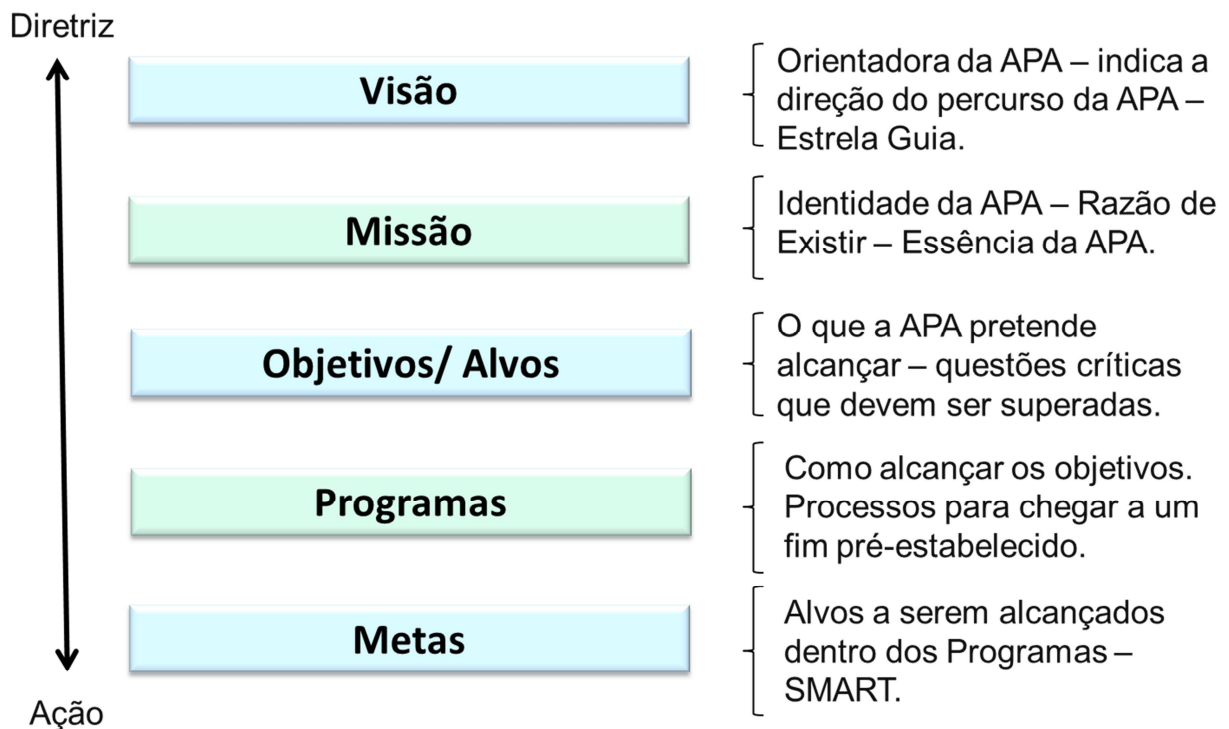 Diretriz
Visão
Orientadora da APA – indica a
direção do percurso da APA –
Estrela Guia.
Missão
Identidade da APA – Razão de
Existir – Essência da APA.
Objetivos/ Alvos
O que a APA pretende
alcançar – questões críticas
que devem ser superadas.
Programas
Como alcançar os objetivos.
Processos para chegar a um
fim pré-estabelecido.
Metas
Alvos a serem alcançados
dentro dos Programas –
SMART.
Ação